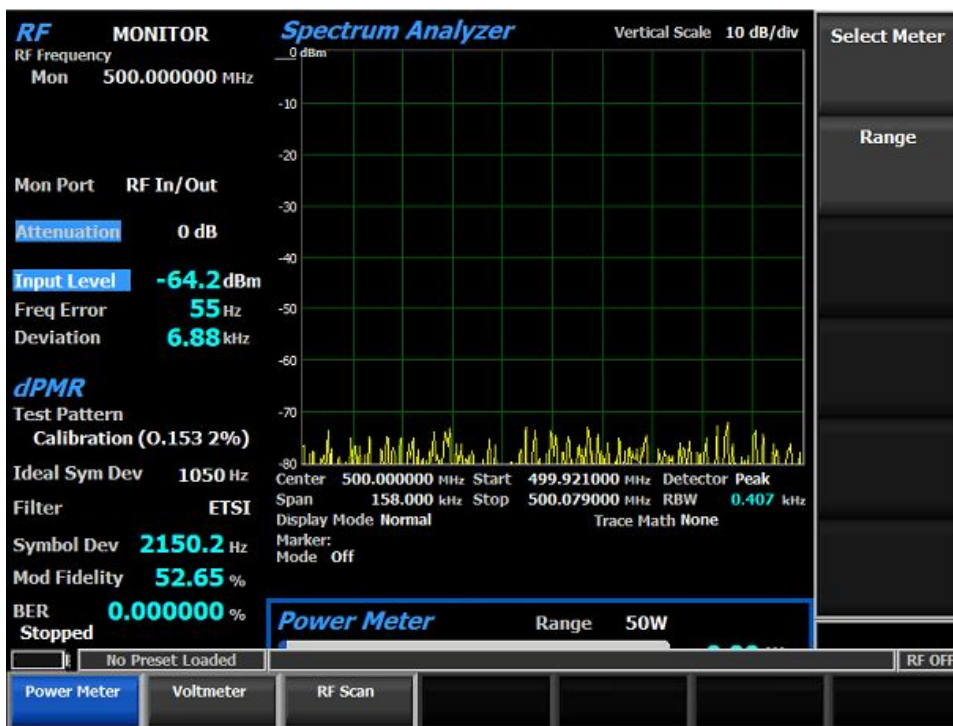 RF MONITOR
RF Frequency
Mon 500.000000 MHz
Mon Port RF In/Out
Attenuation 0 dB
Input Level -64.2 dBm
Freq Error 55 Hz
Deviation 6.88 kHz
dPMR
Test Pattern
Calibration (O.153 2%)
Ideal Sym Dev 1050 Hz
Filter ETSI
Symbol Dev 2150.2 Hz
Mod Fidelity 52.65 %
BER 0.000000 %
Stopped
Spectrum Analyzer Vertical Scale 10 dB/div
0 dBm
-10
-20
-30
-40
-50
-60
-70
-80
Center 500.000000 MHz Start 499.921000 MHz Detector Peak
Span 158.000 kHz Stop 500.079000 MHz RBW 0.407 kHz
Display Mode Normal Trace Math None
Marker:
Mode Off
Power Meter Range 50W
Select Meter
Range
No Preset Loaded
RF OFF
Power Meter Voltmeter RF Scan